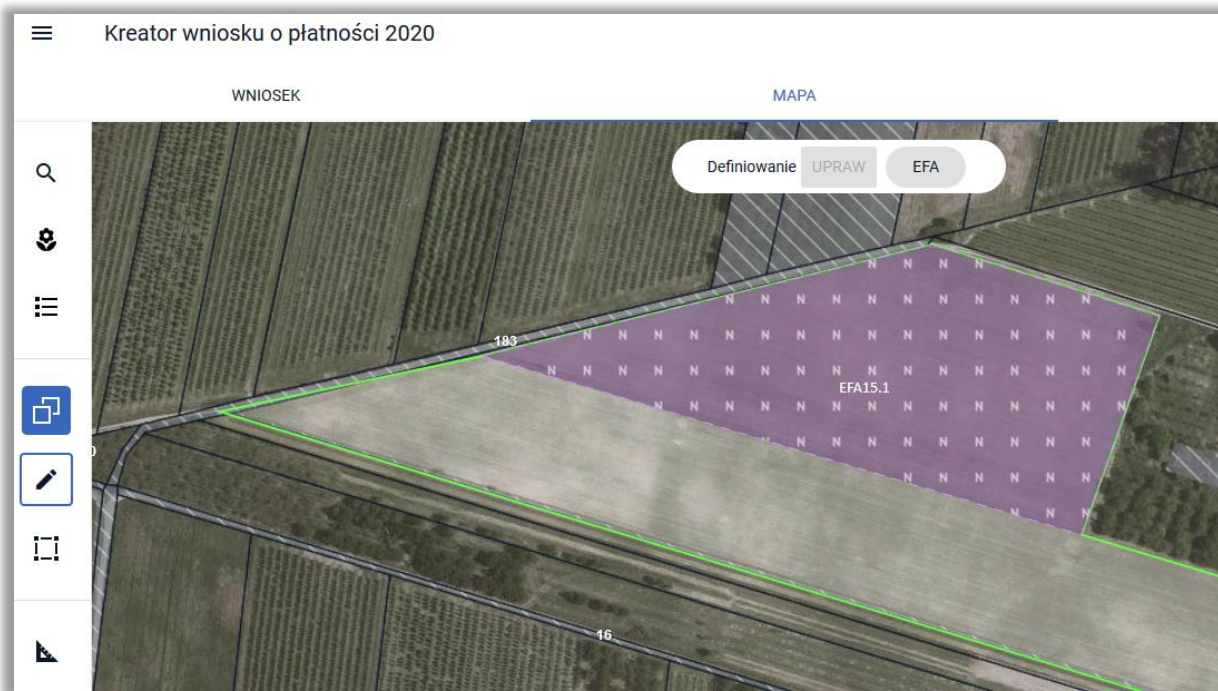 Kreator wniosku o płatności 2020
WNIOSEK MAPA
Definiowanie UPRAW EFA
N N N N
N N N N N N N N N N N
183 N N N N N N N N N N N N N N N N
N N N N N N N N N N N N N N N N N
EFA15.1
N N N N N N N N N N N N N N
N N N N N N N N N
N N N N N N
N N N
16